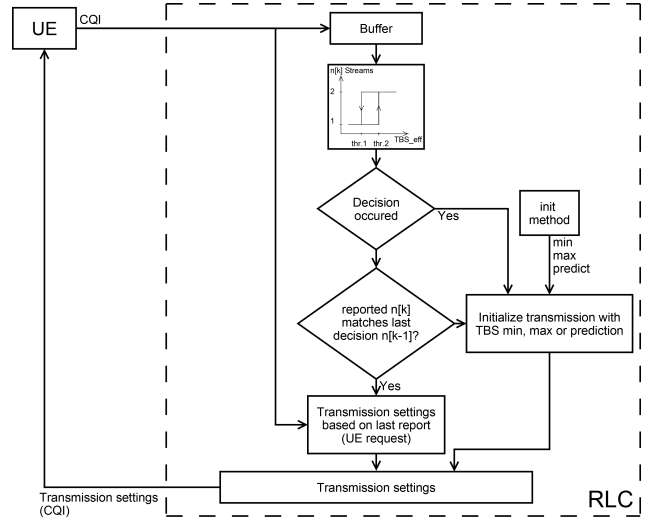 UE
CQI
Buffer
n[k] Streams
2
1
thr.1 thr.2
TBS_eff
Decision
occured
Yes
init
method
min
max
predict
reported n[k]
matches last
decision n[k-1]?
Initialize transmission with
TBS min, max or prediction
Yes
Transmission settings
based on last report
(UE request)
Transmission settings
Transmission settings
(CQI)
RLC